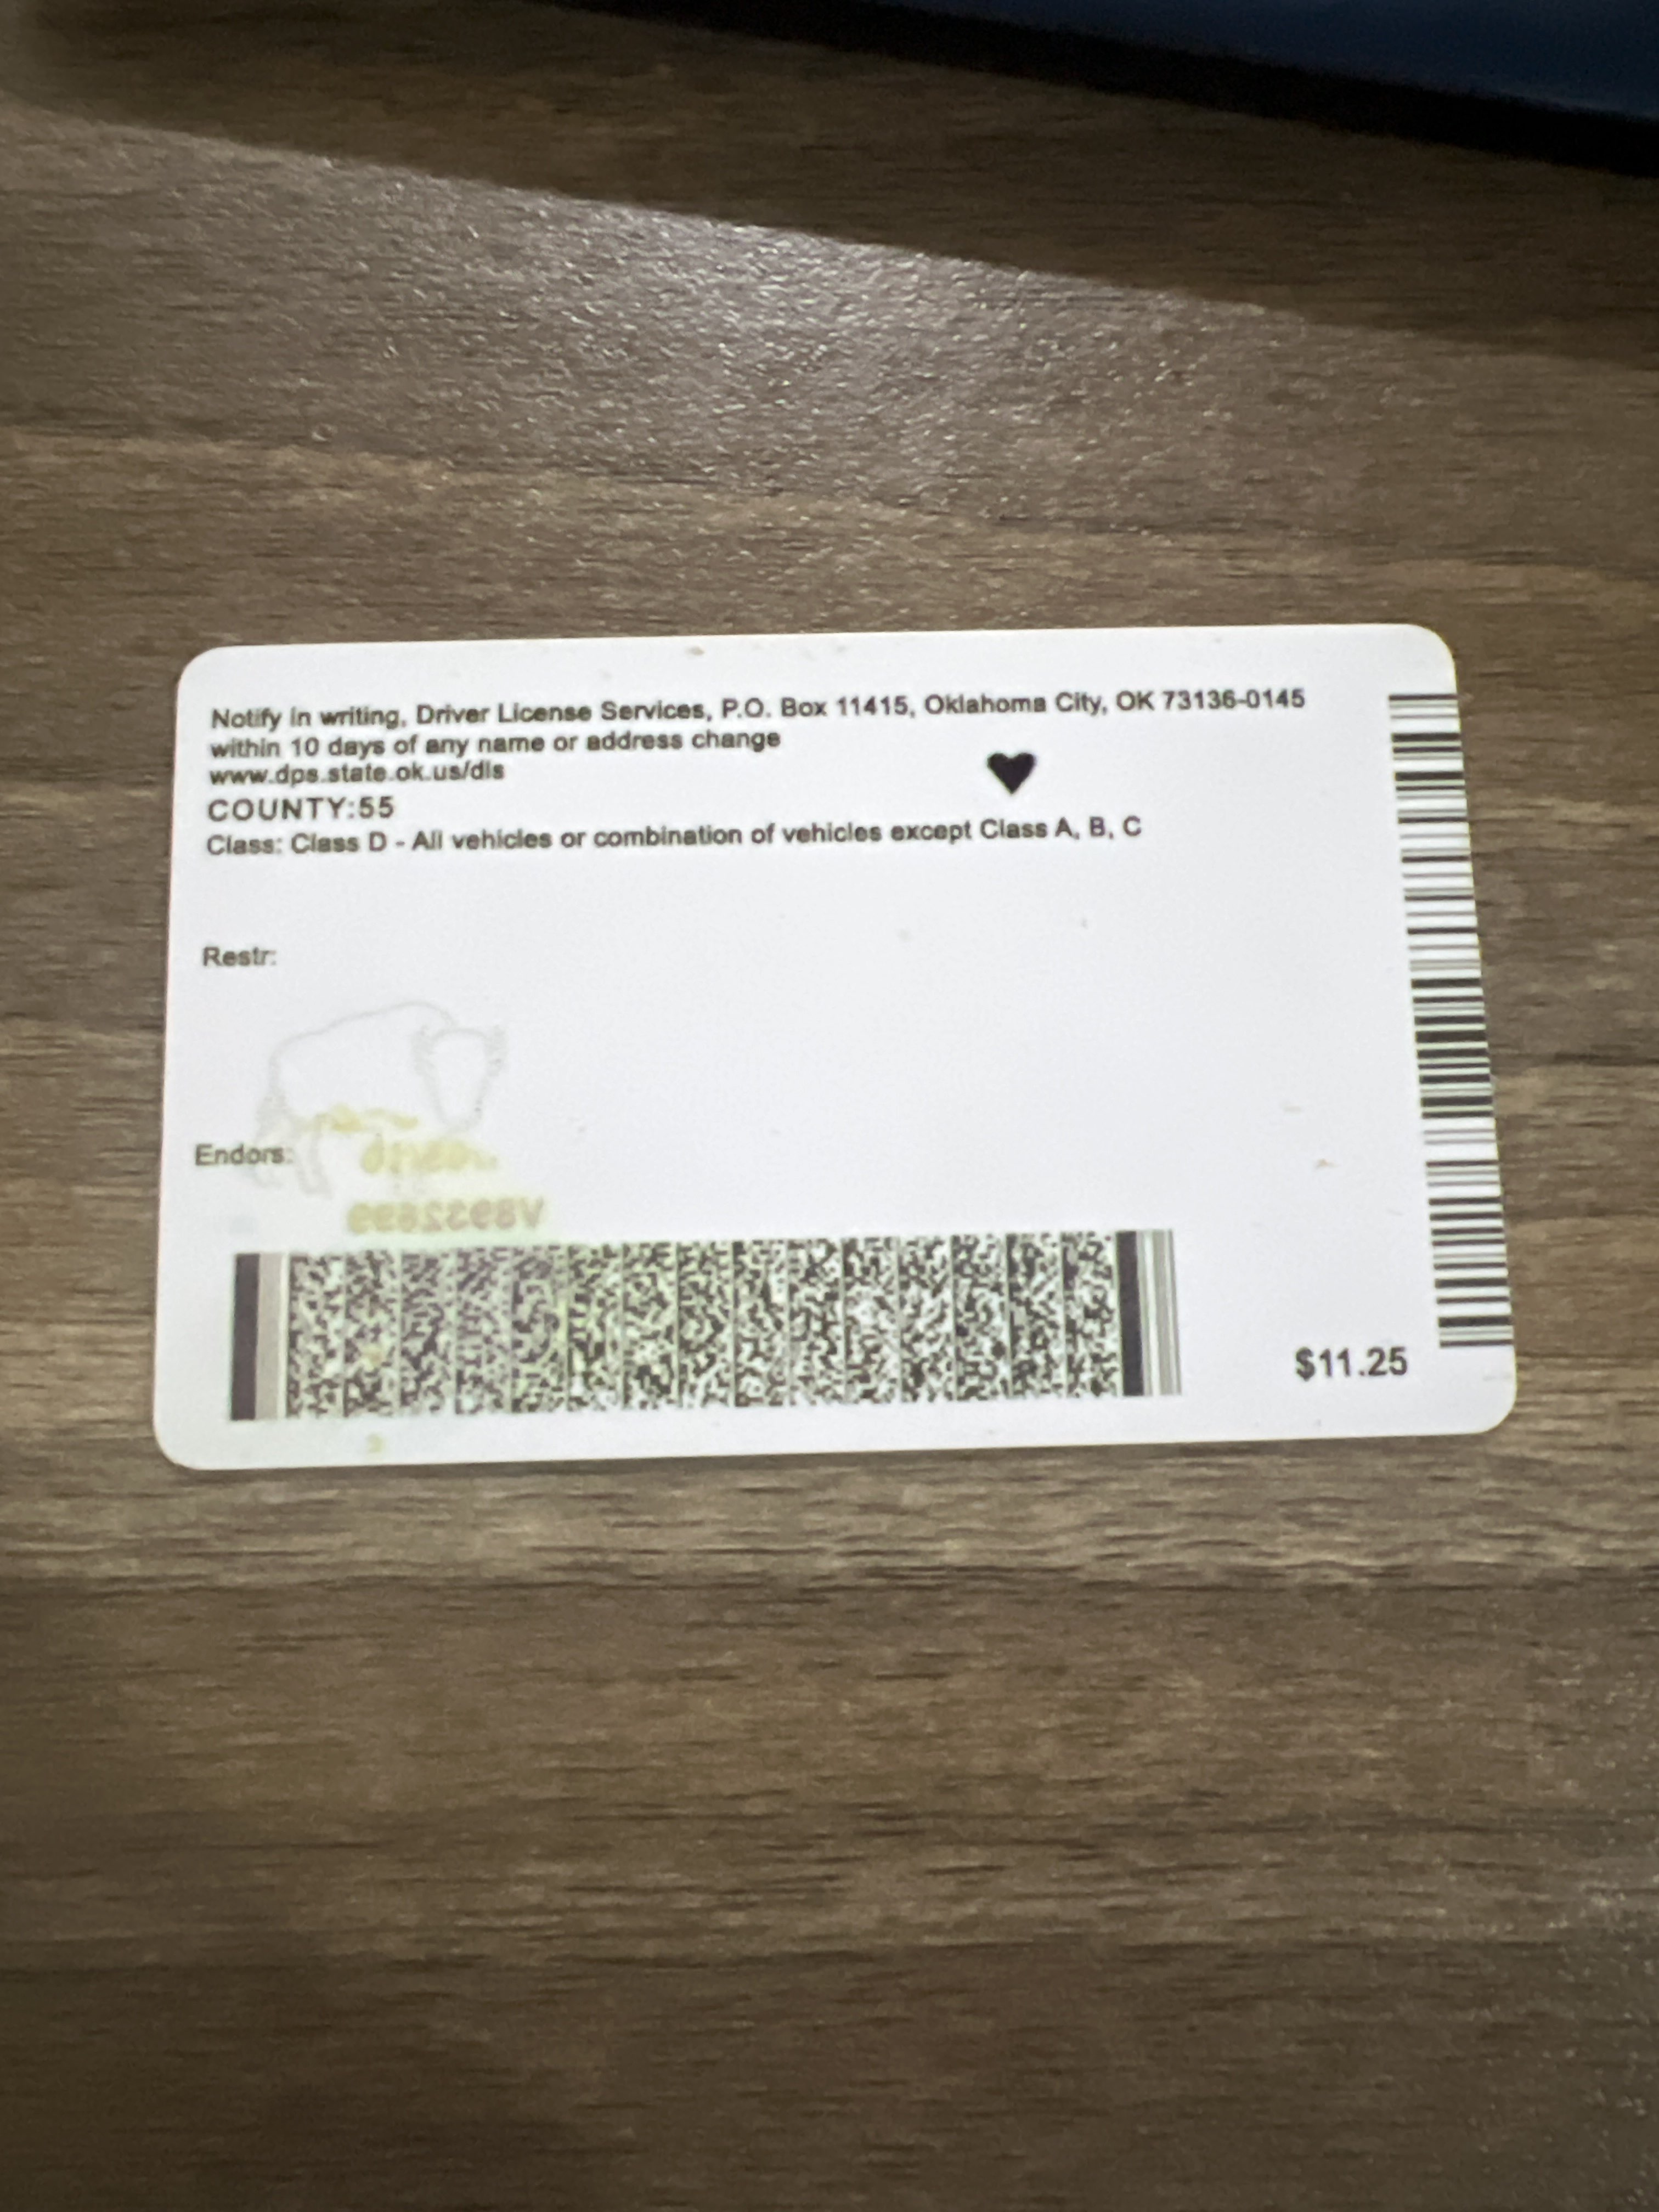 Notify in writing, Driver License Services, P.O. Box 11415, Oklahoma City, OK 73136-0145
within 10 days of any name or address change
www.dps.state.ok.us/dls
COUNTY:55
Class: Class D - All vehicles or combination of vehicles except Class A, B, C
Restr:
Endors:
$11.25